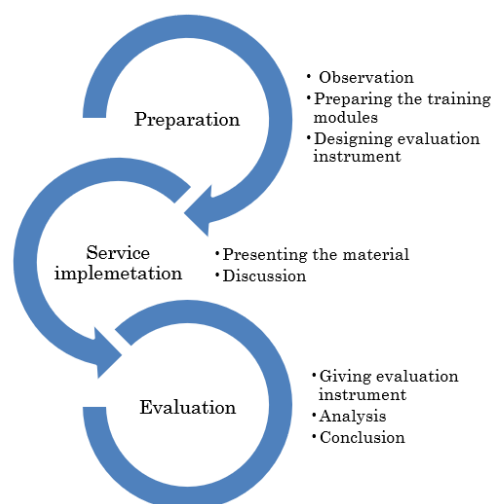 Preparation
• Observation
• Preparing the training
modules
• Designing evaluation
instrument
Service
implemetation
• Presenting the material
• Discussion
Evaluation
• Giving evaluation
instrument
• Analysis
• Conclusion